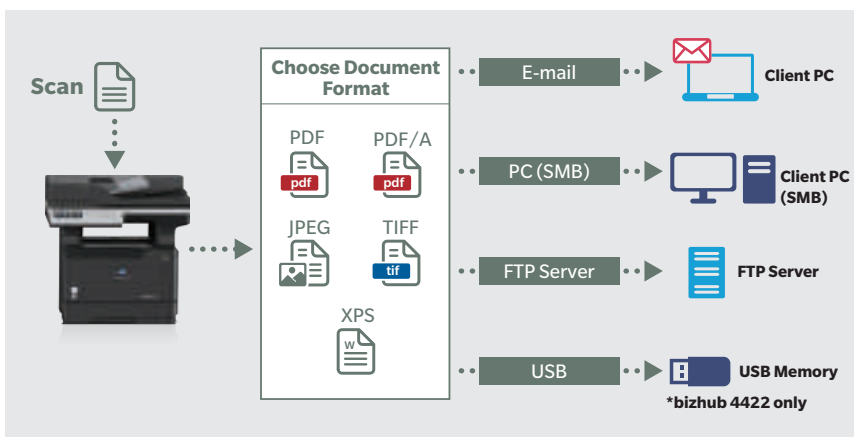 Scan
Choose Document
Format
PDF
pdf
PDF/A
pdf
JPEG
TIFF
tif
XPS
w
E-mail
Client PC
PC (SMB)
Client PC
(SMB)
FTP Server
FTP Server
USB
USB Memory
*bizhub 4422 only